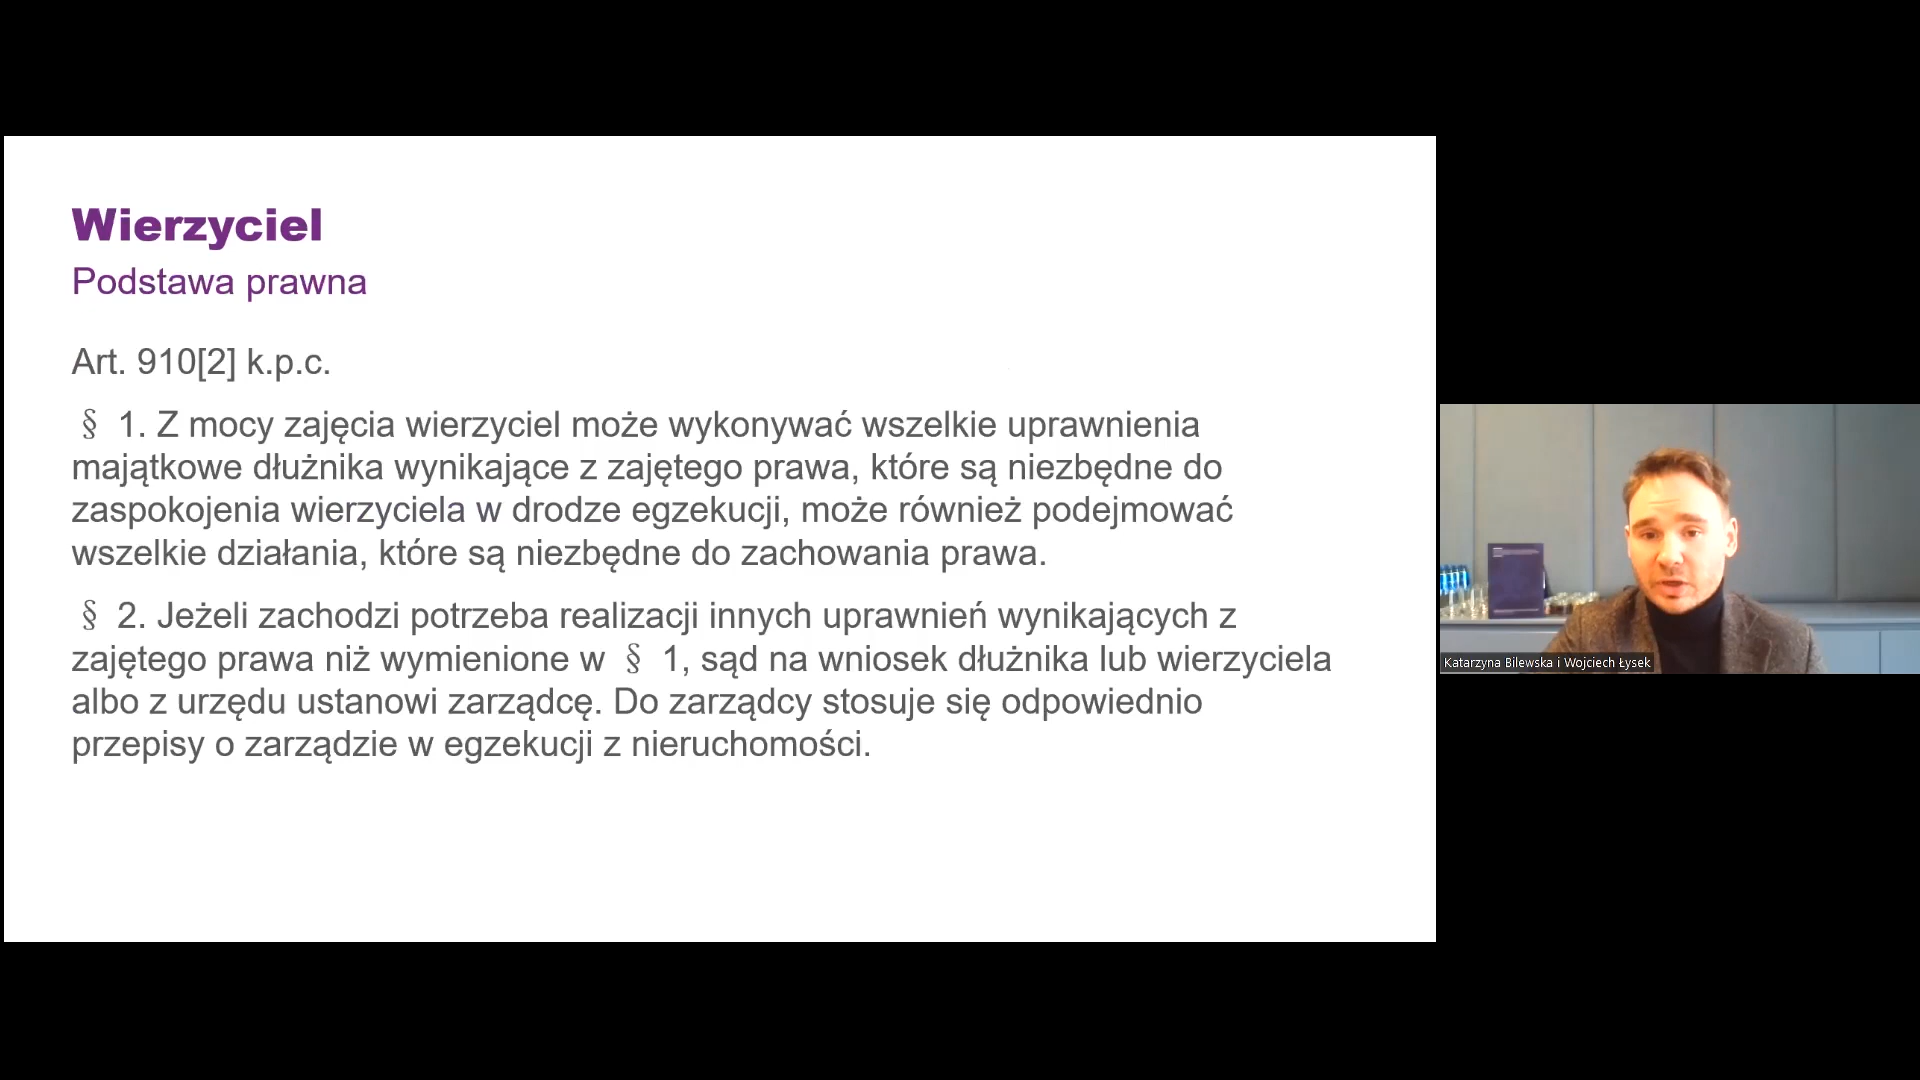 Wierzyciel
Podstawa prawna
Art. 910[2] k.p.c.
§ 1. Z mocy zajęcia wierzyciel może wykonywać wszelkie uprawnienia
majątkowe dłużnika wynikające z zajętego prawa, które są niezbędne do
zaspokojenia wierzyciela w drodze egzekucji, może również podejmować
wszelkie działania, które są niezbędne do zachowania prawa.
§ 2. Jeżeli zachodzi potrzeba realizacji innych uprawnień wynikających z
zajętego prawa niż wymienione w § 1, sąd na wniosek dłużnika lub wierzyciela
albo z urzędu ustanowi zarządcę. Do zarządcy stosuje się odpowiednio
przepisy o zarządzie w egzekucji z nieruchomości.
Katarzyna Bilewska i Wojciech Łysek